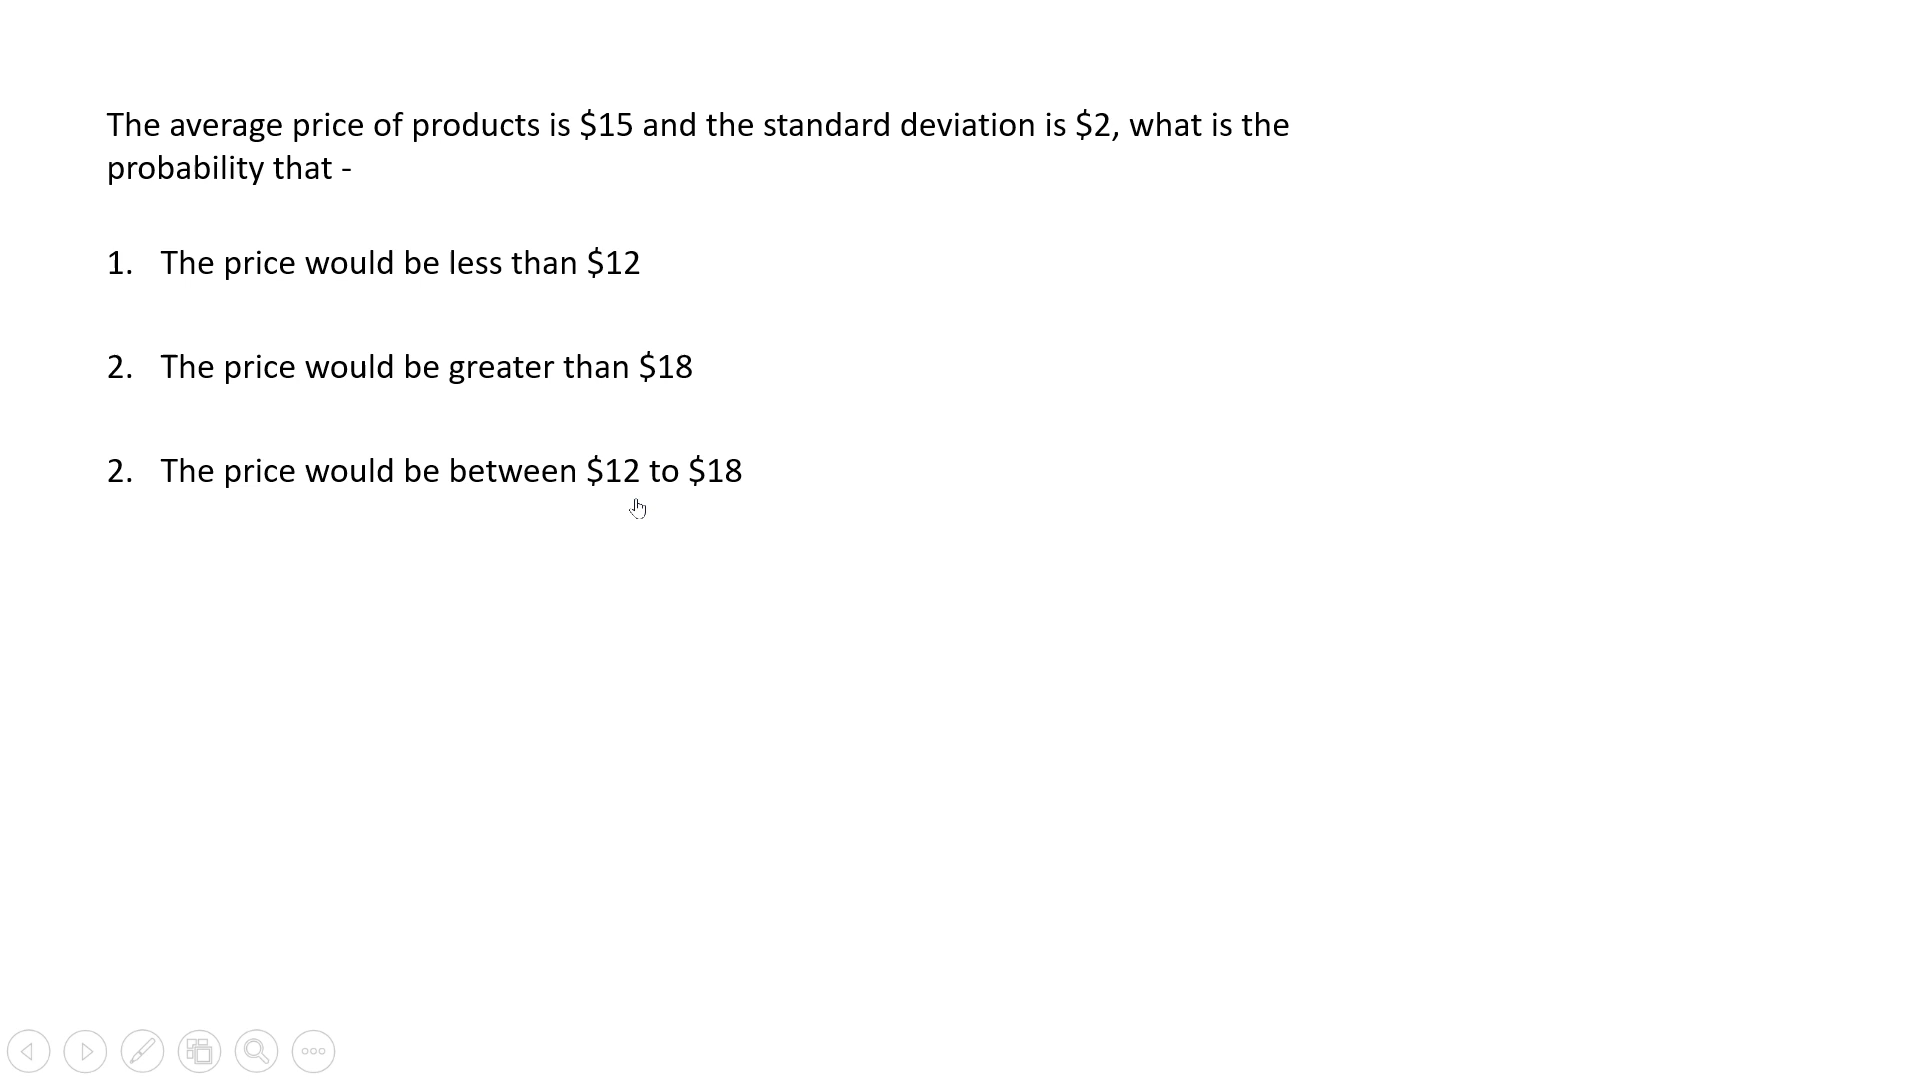 The average price of products is $15 and the standard deviation is $2, what is the
probability that -
1. The price would be less than $12
2. The price would be greater than $18
2. The price would be between $12 to $18